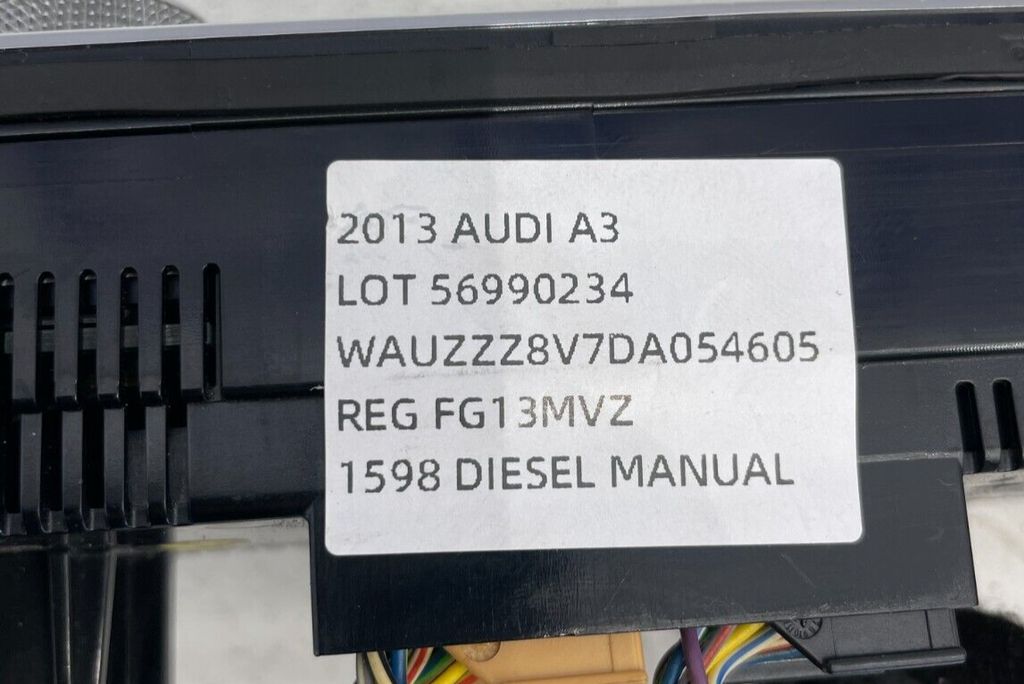 2013 AUDI A3
LOT 56990234
WAUZZZ8V7DA054605
REG FG13MVZ
1598 DIESEL MANUAL